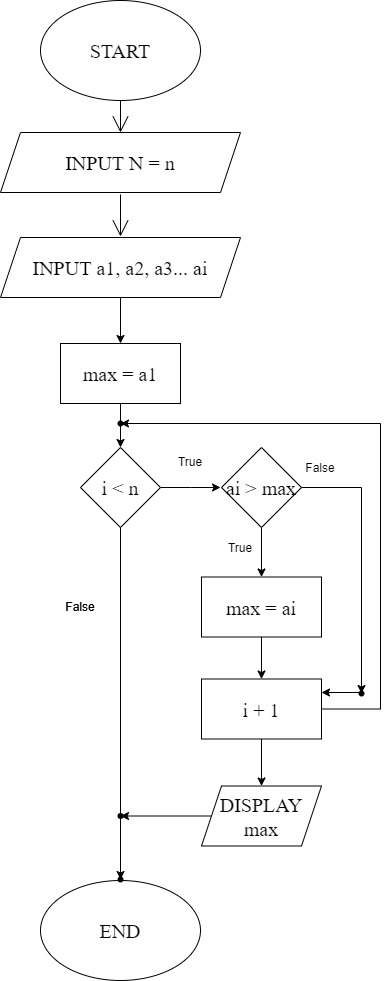 START
INPUT N = n
INPUT a1, a2, a3... ai
max = a1
i < n
True
ai > max
False
True
max = ai
False
i + 1
DISPLAY
max
END